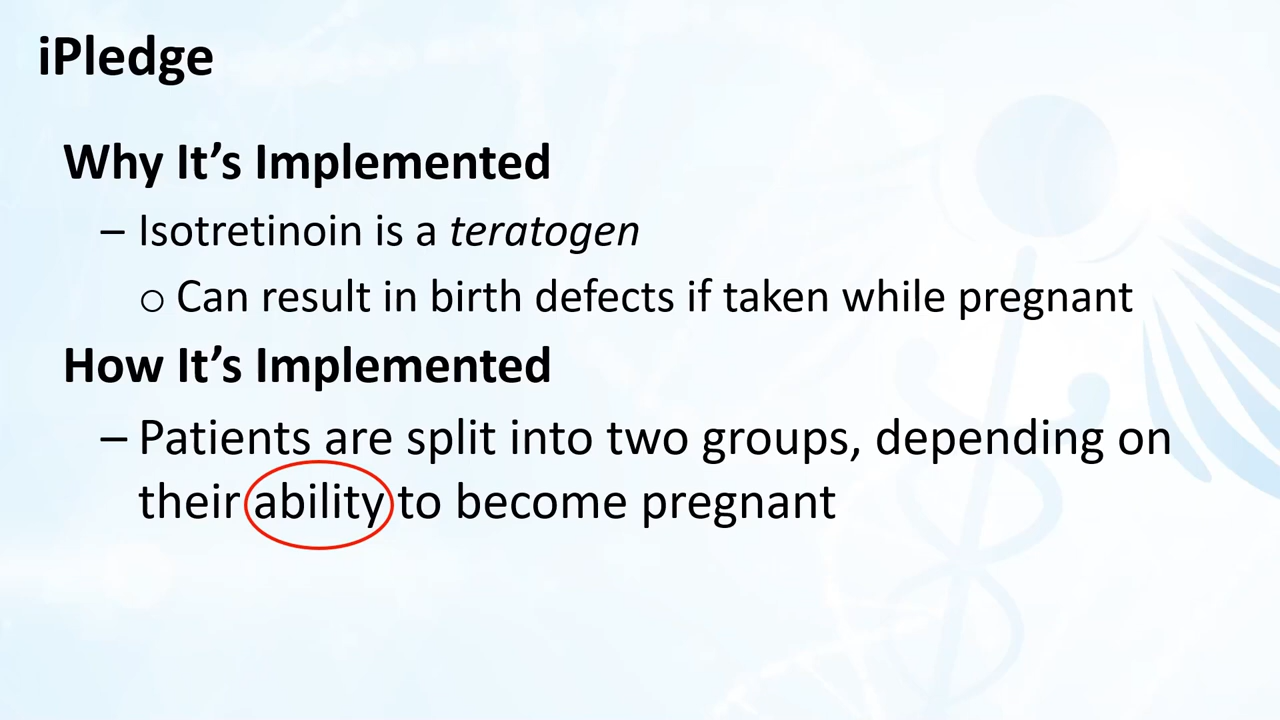 iPledge
Why It’s Implemented
– Isotretinoin is a teratogen
○ Can result in birth defects if taken while pregnant
How It’s Implemented
– Patients are split into two groups, depending on
their ability to become pregnant